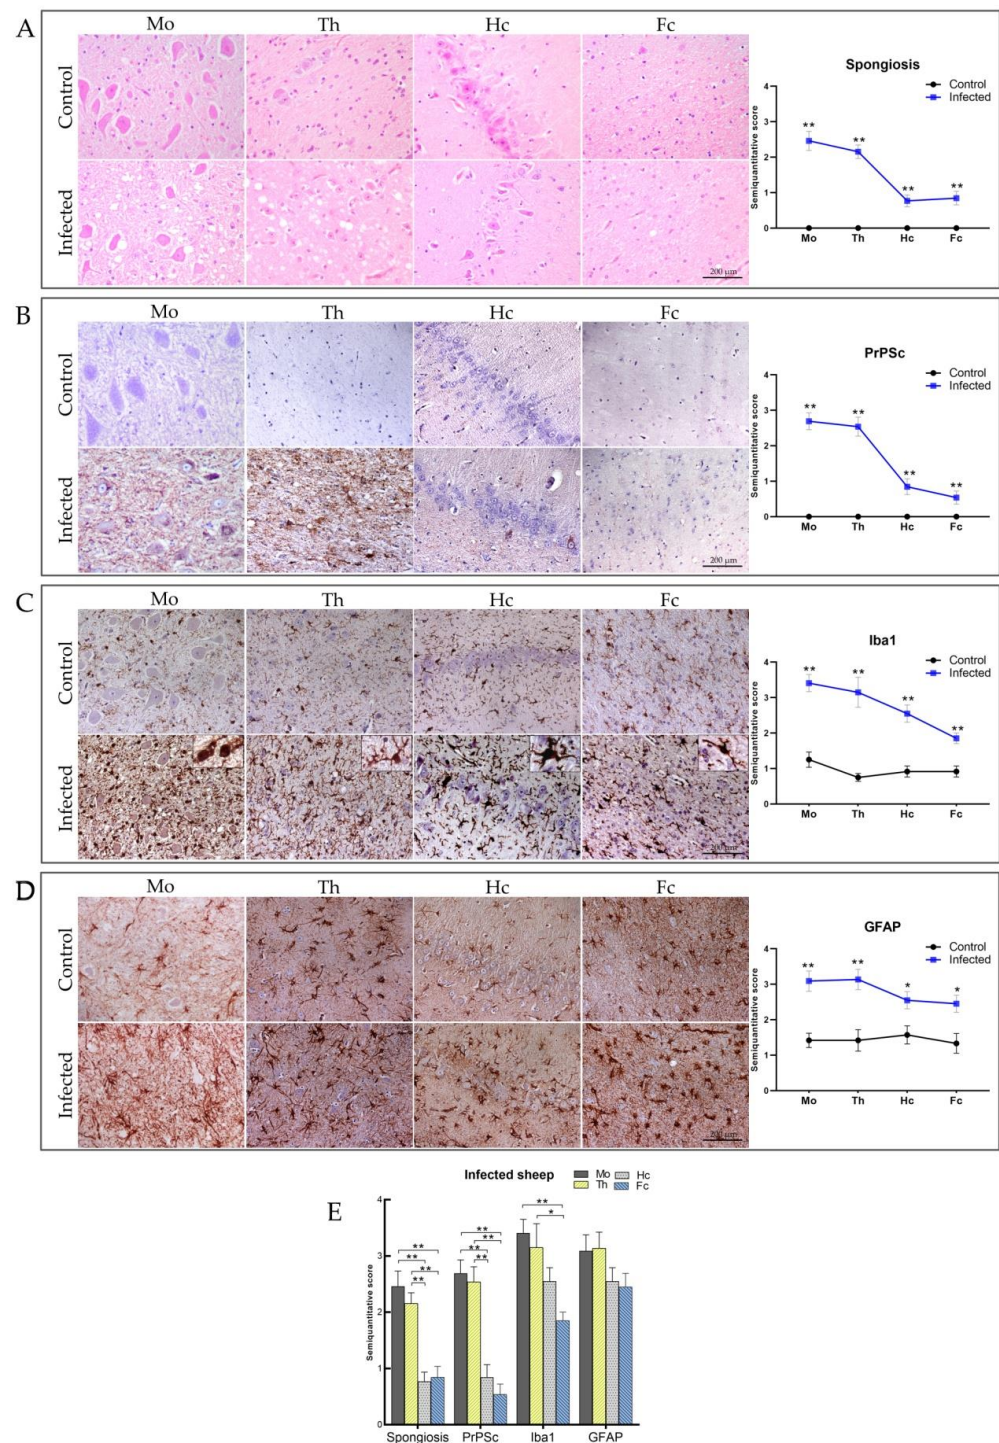 A
Mo Th Hc Fc
Control
Infected
200 µm
Spongiosis
Control
Infected
Semiquantitative score
4
3
2
1
0
** ** ** **
Mo Th Hc Fc
B
Mo Th Hc Fc
Control
Infected
200 µm
PrPSc
Control
Infected
Semiquantitative score
4
3
2
1
0
** ** ** **
Mo Th Hc Fc
C
Mo Th Hc Fc
Control
Infected
200 µm
Iba1
Control
Infected
Semiquantitative score
4
3
2
1
0
** ** ** **
Mo Th Hc Fc
D
Mo Th Hc Fc
Control
Infected
200 µm
GFAP
Control
Infected
Semiquantitative score
4
3
2
1
0
** ** * *
Mo Th Hc Fc
E
Infected sheep
Mo Hc
Th Fc
Semiquantitative score
4
3
2
1
0
** ** ** **
** ** ** **
** *
Spongiosis PrPSc Iba1 GFAP